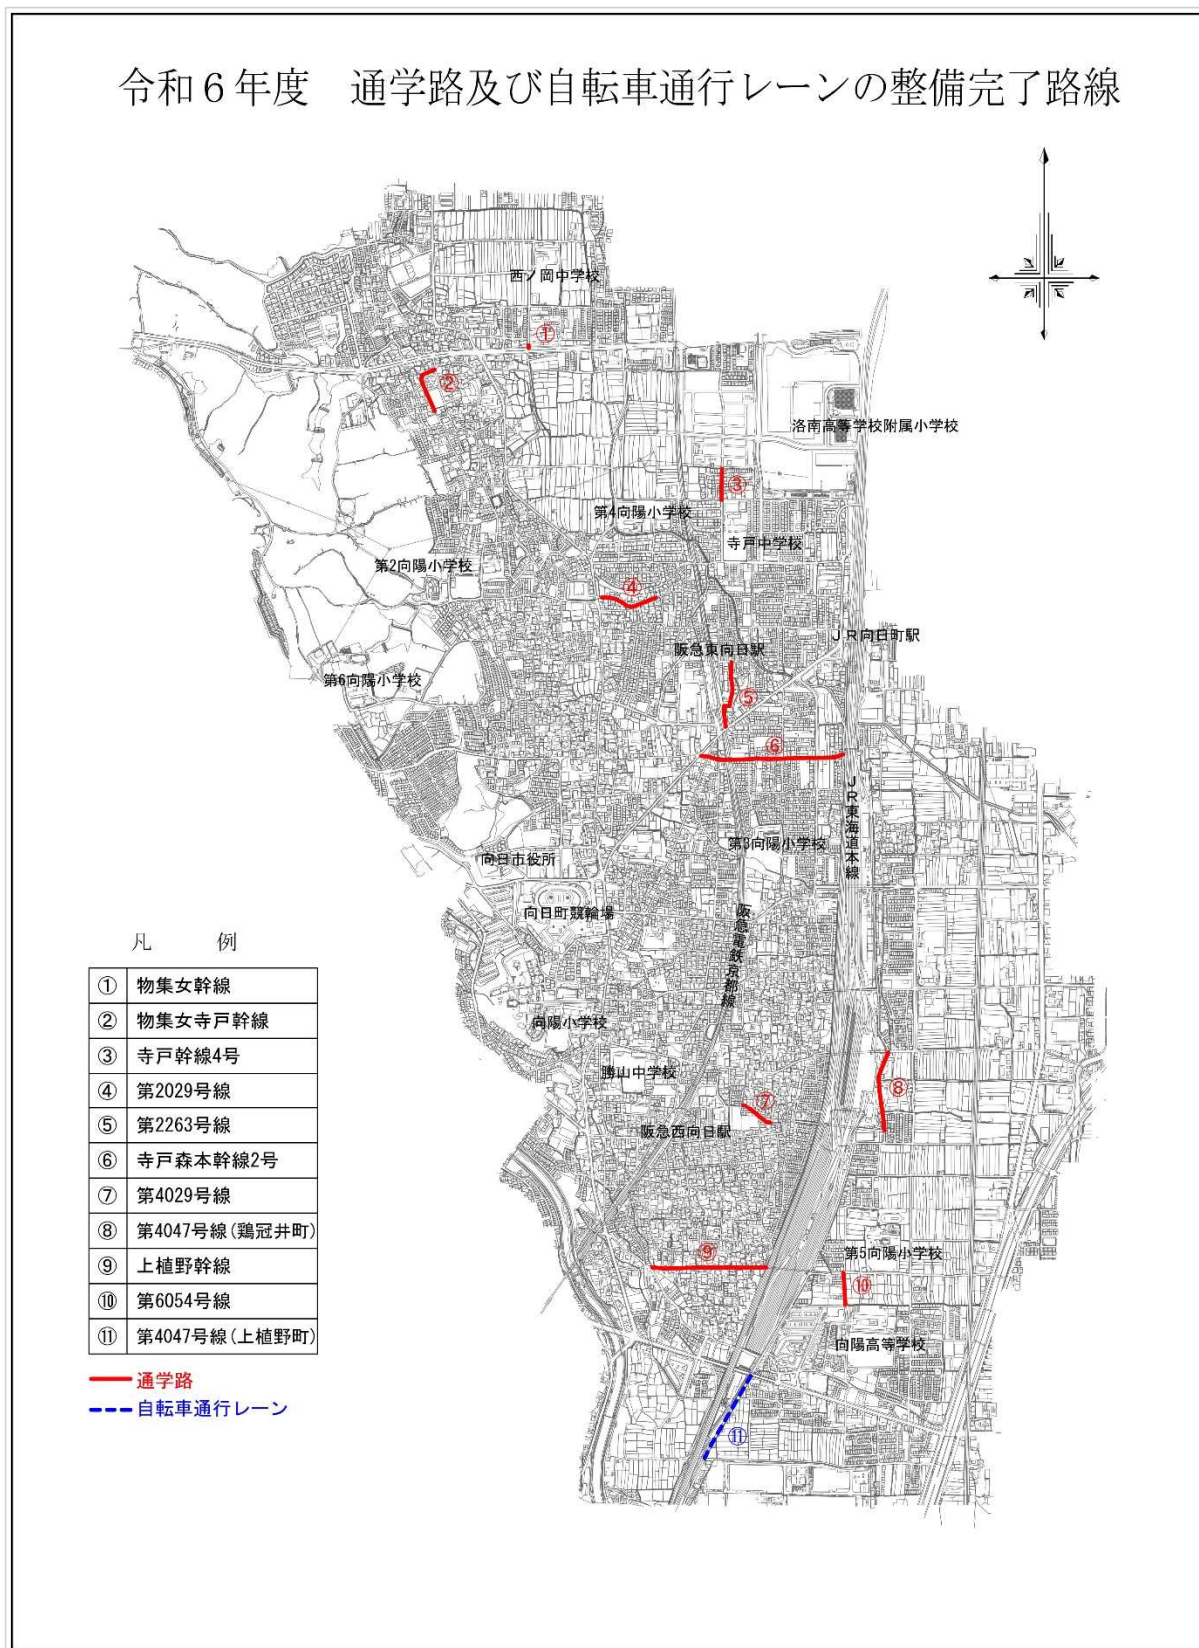 令和６年度　通学路及び自転車通行レーンの整備完了路線
西ノ岡中学校
①
②
洛南高等学校附属小学校
③
第4向陽小学校
寺戸中学校
第2向陽小学校
④
ＪＲ向日町駅
阪急東向日駅
第6向陽小学校
⑤
⑥
ＪＲ東海道本線
第3向陽小学校
向日市役所
向日町競輪場
阪急電鉄京都線
向陽小学校
勝山中学校
⑧
⑦
阪急西向日駅
⑨
第5向陽小学校
⑩
向陽高等学校
⑪
凡　例
① 物集女幹線
② 物集女寺戸幹線
③ 寺戸幹線4号
④ 第2029号線
⑤ 第2263号線
⑥ 寺戸森本幹線2号
⑦ 第4029号線
⑧ 第4047号線(鶏冠井町)
⑨ 上植野幹線
⑩ 第6054号線
⑪ 第4047号線(上植野町)
通学路
自転車通行レーン